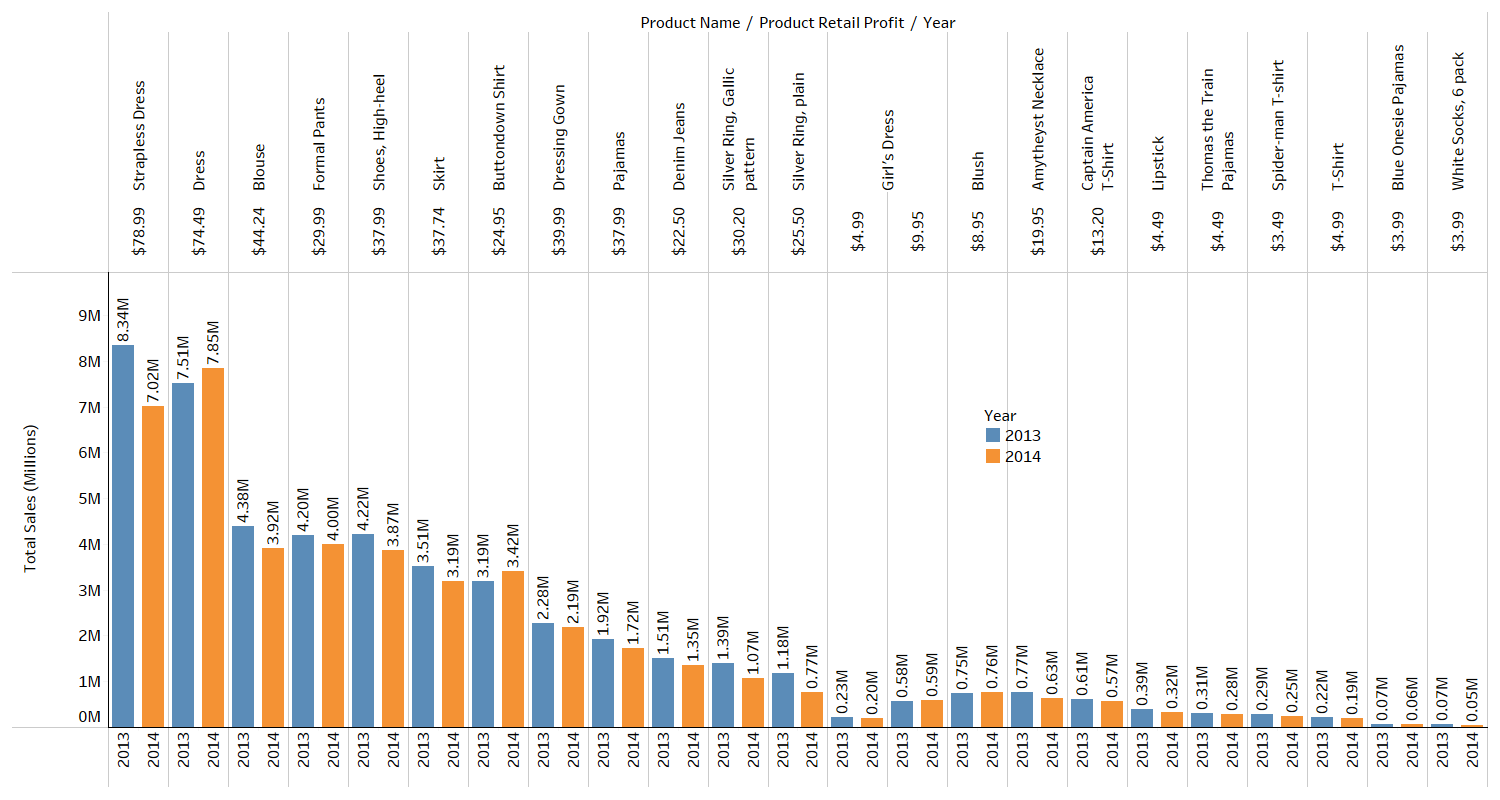 Product Name / Product Retail Profit / Year
Strapless Dress
Dress
Blouse
Formal Pants
Shoes, High-heel
Skirt
Buttondown Shirt
Dressing Gown
Pajamas
Denim Jeans
Silver Ring, Gallic
pattern
Silver Ring, plain
Girl's Dress
Blush
Amytheyst Necklace
Captain America
T-Shirt
Lipstick
Thomas the Train
Pajamas
Spider-man T-shirt
T-Shirt
Blue Onesie Pajamas
White Socks, 6 pack
$78.99
$74.49
$44.24
$29.99
$37.99
$37.74
$24.95
$39.99
$37.99
$22.50
$30.20
$25.50
$4.99
$9.95
$8.95
$19.95
$13.20
$4.49
$4.49
$3.49
$4.99
$3.99
$3.99
Total Sales (Millions)
9M
8M
7M
6M
5M
4M
3M
2M
1M
0M
8.34M
7.02M
7.51M
7.85M
4.38M
3.92M
4.20M
4.00M
4.22M
3.87M
3.51M
3.19M
3.19M
3.42M
2.28M
2.19M
1.92M
1.72M
1.51M
1.35M
1.39M
1.07M
1.18M
0.77M
0.23M
0.20M
0.58M
0.59M
0.75M
0.76M
0.77M
0.63M
0.61M
0.57M
0.39M
0.32M
0.31M
0.28M
0.29M
0.25M
0.22M
0.19M
0.07M
0.06M
0.07M
0.05M
Year
2013
2014
2013
2014
2013
2014
2013
2014
2013
2014
2013
2014
2013
2014
2013
2014
2013
2014
2013
2014
2013
2014
2013
2014
2013
2014
2013
2014
2013
2014
2013
2014
2013
2014
2013
2014
2013
2014
2013
2014
2013
2014
2013
2014
2013
2014
2013
2014